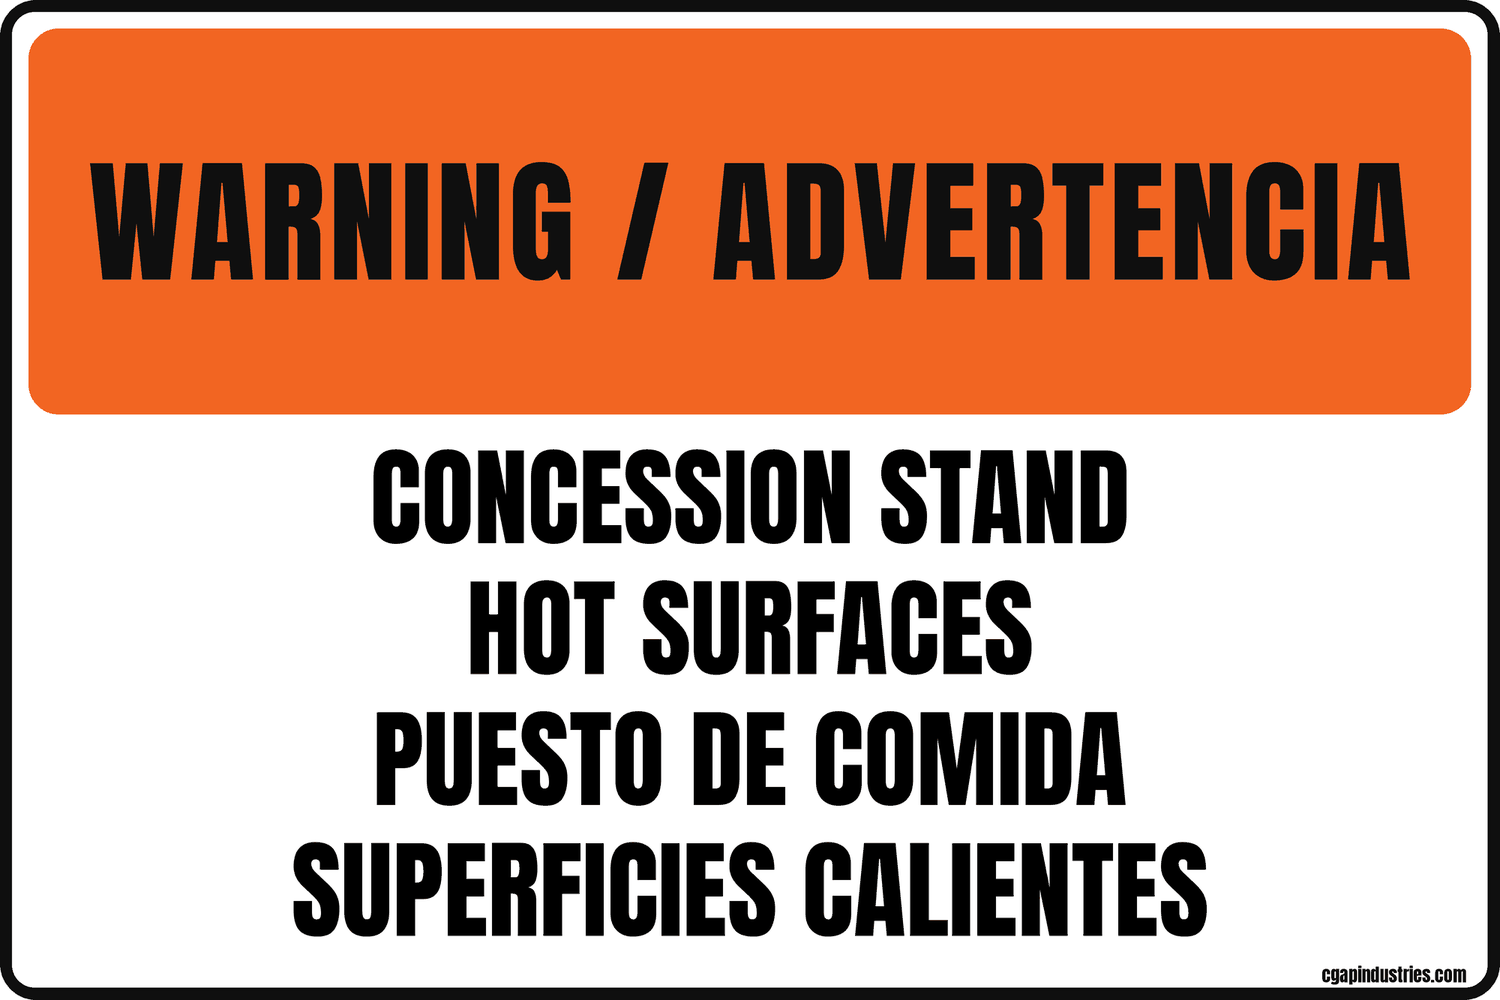 WARNING / ADVERTENCIA
CONCESSION STAND
HOT SURFACES
PUESTO DE COMIDA
SUPERFICIES CALIENTES
cgapindustries.com